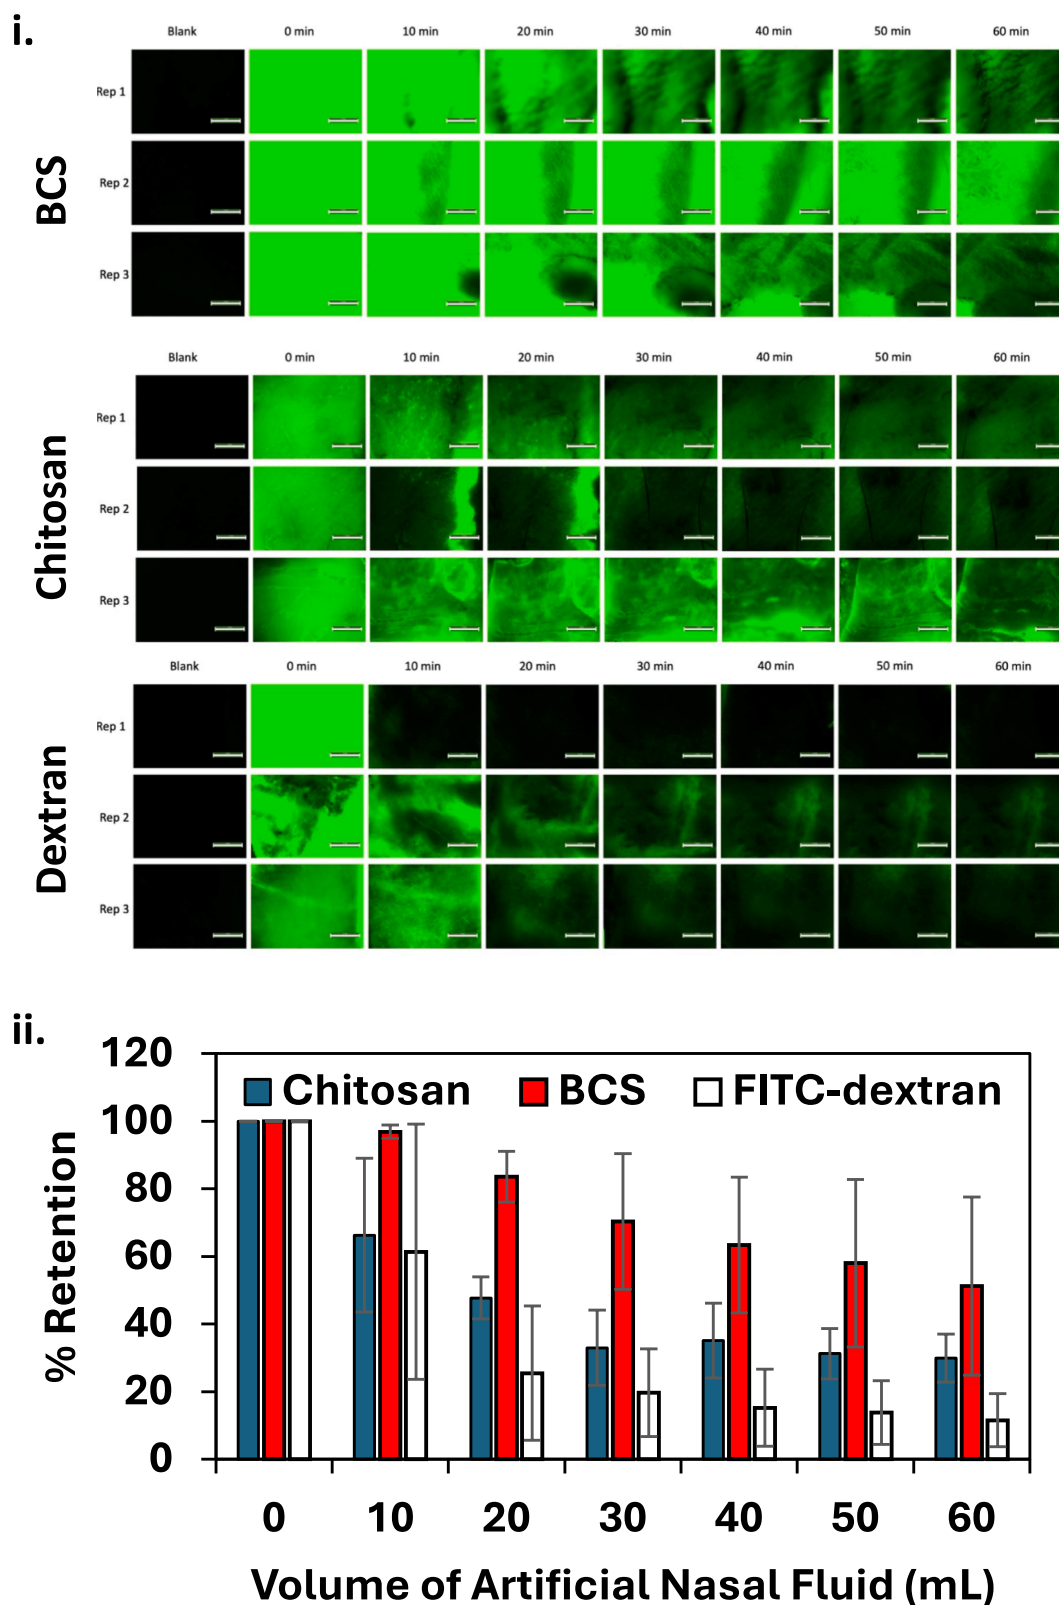 i.
Blank 0 min 10 min 20 min 30 min 40 min 50 min 60 min
BCS
Rep 1
Rep 2
Rep 3
Blank 0 min 10 min 20 min 30 min 40 min 50 min 60 min
Chitosan
Rep 1
Rep 2
Rep 3
Blank 0 min 10 min 20 min 30 min 40 min 50 min 60 min
Dextran
Rep 1
Rep 2
Rep 3
ii.
Chitosan BCS FITC-dextran
% Retention
120
100
80
60
40
20
0
0 10 20 30 40 50 60
Volume of Artificial Nasal Fluid (mL)